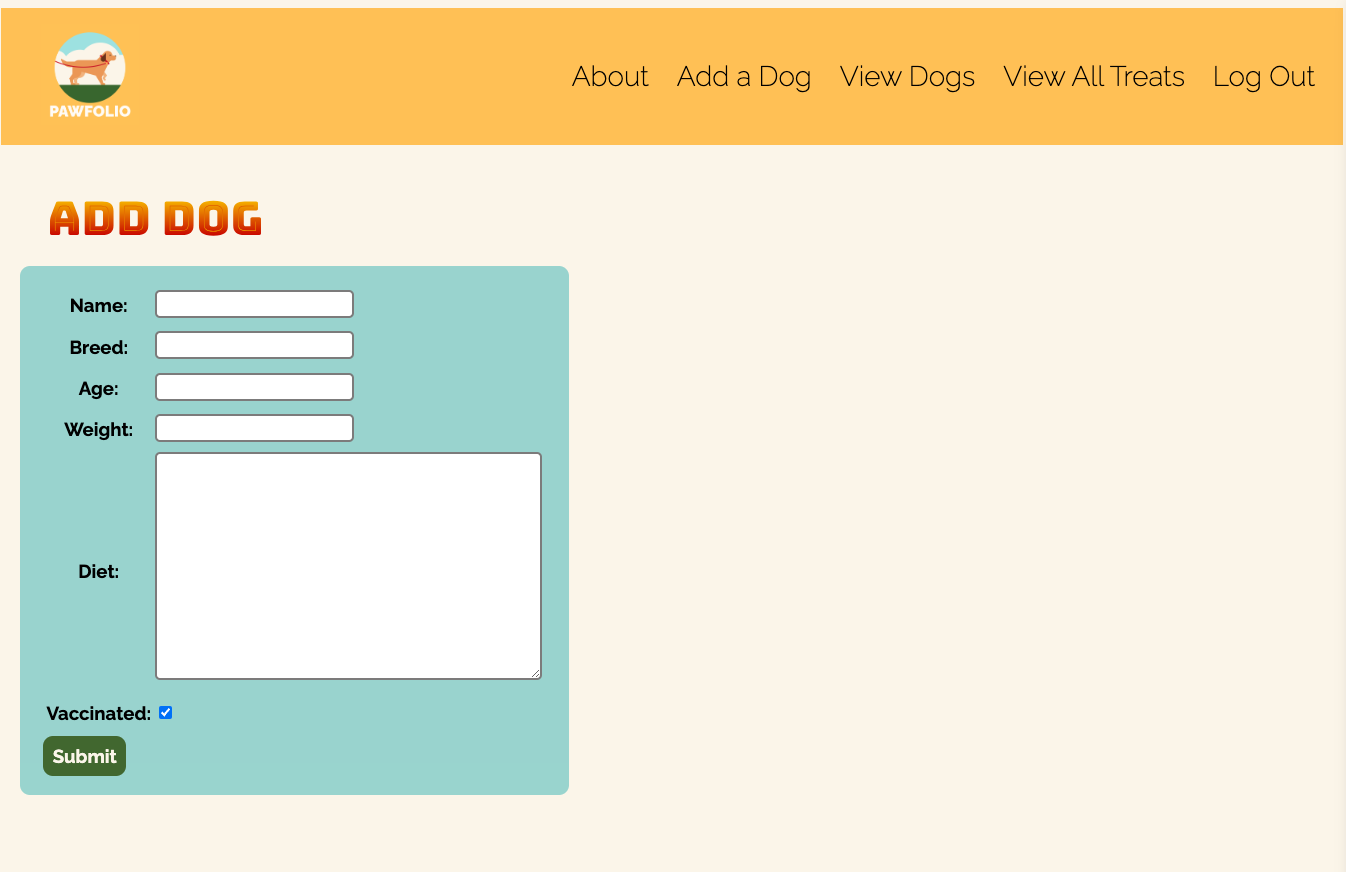 PAWFOLIO
About Add a Dog View Dogs View All Treats Log Out
ADD DOG
Name:
Breed:
Age:
Weight:
Diet:
Vaccinated:
Submit